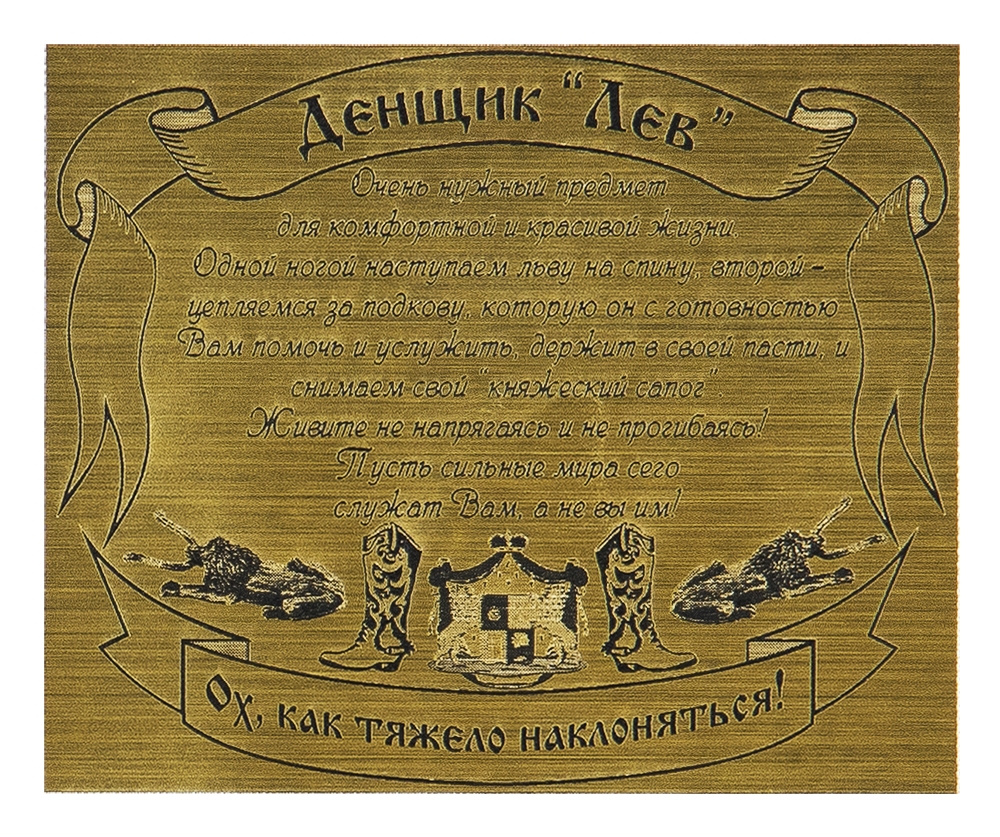 Денщик "Лев"
Очень нужный предмет
для комфортной и красивой жизни.
Одной ногой наступаем льву на спину, второй –
цепляемся за подкову, которую он с готовностью
Вам помочь и услужить, держит в своей пасти, и
снимаем свой "княжеский сапог".
Живите не напрягаясь и не прогибаясь!
Пусть сильные мира сего
служат Вам, а не вы им!
Ох, как тяжело наклоняться!